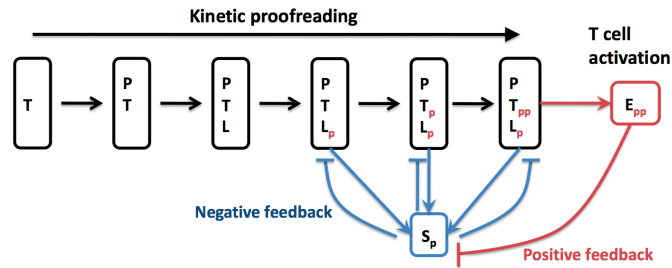 Kinetic proofreading
T cell
activation
T
P
T
P
T
L
P
T
Lp
P
Tp
Lp
P
Tpp
Lp
Epp
Negative feedback
Sp
Positive feedback